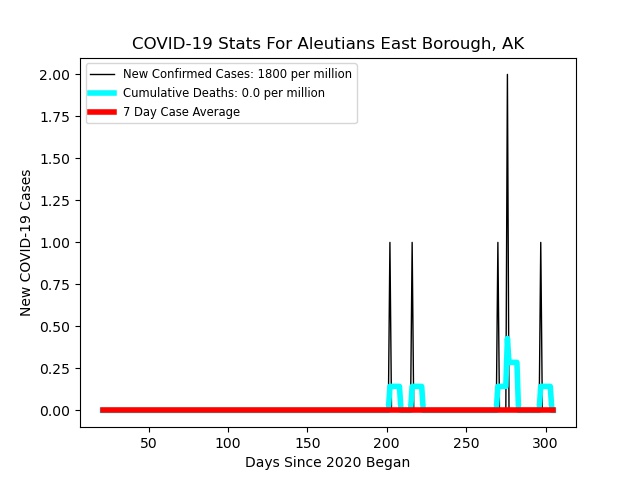 COVID-19 Stats For Aleutians East Borough, AK
New Confirmed Cases: 1800 per million
Cumulative Deaths: 0.0 per million
7 Day Case Average
2.00
1.75
1.50
1.25
1.00
0.75
0.50
0.25
0.00
New COVID-19 Cases
50 100 150 200 250 300
Days Since 2020 Began